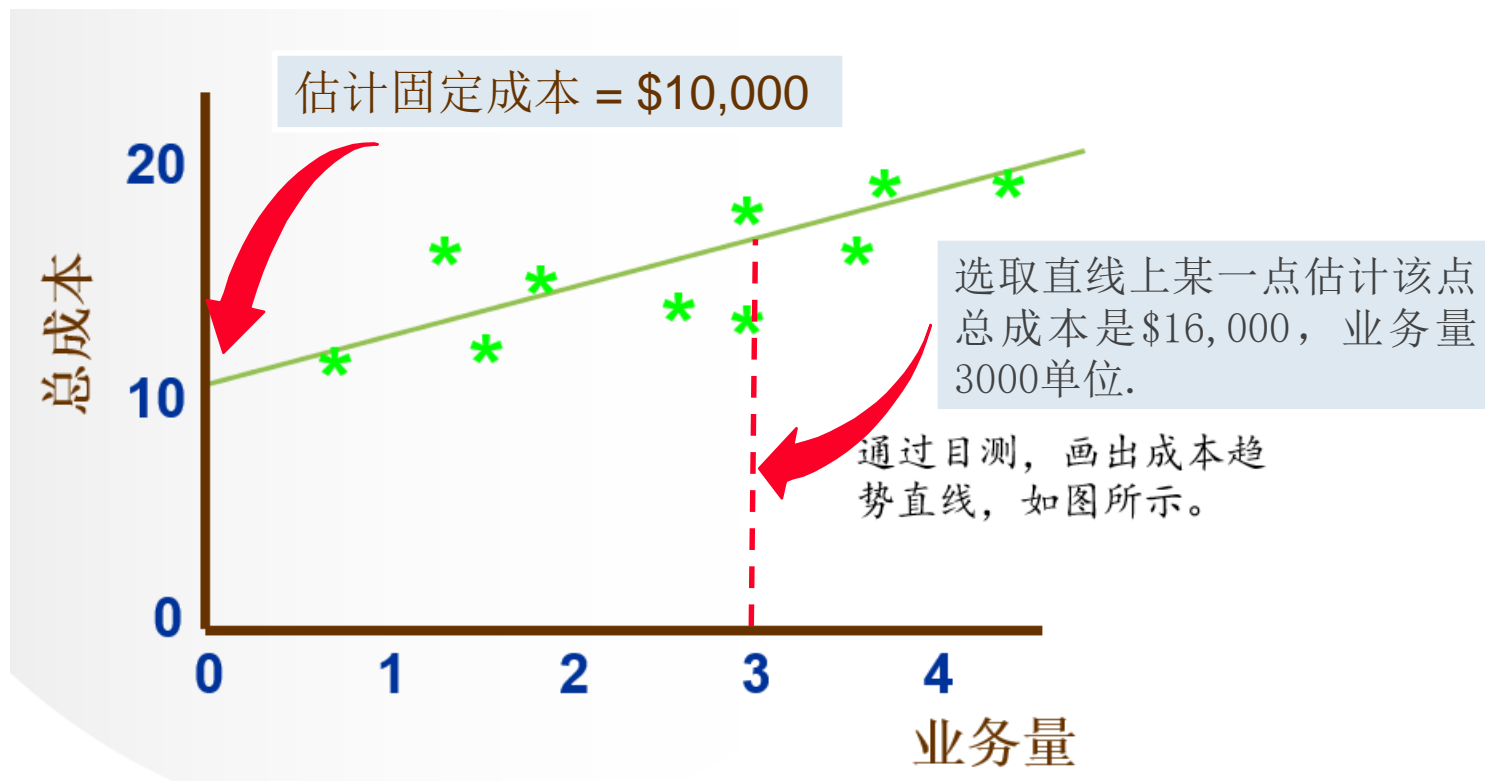 估计固定成本 = $10,000
20
10
0
总成本
选取直线上某一点估计该点
总成本是$16,000，业务量
3000单位.
通过目测，画出成本趋
势直线，如图所示。
0 1 2 3 4
业务量